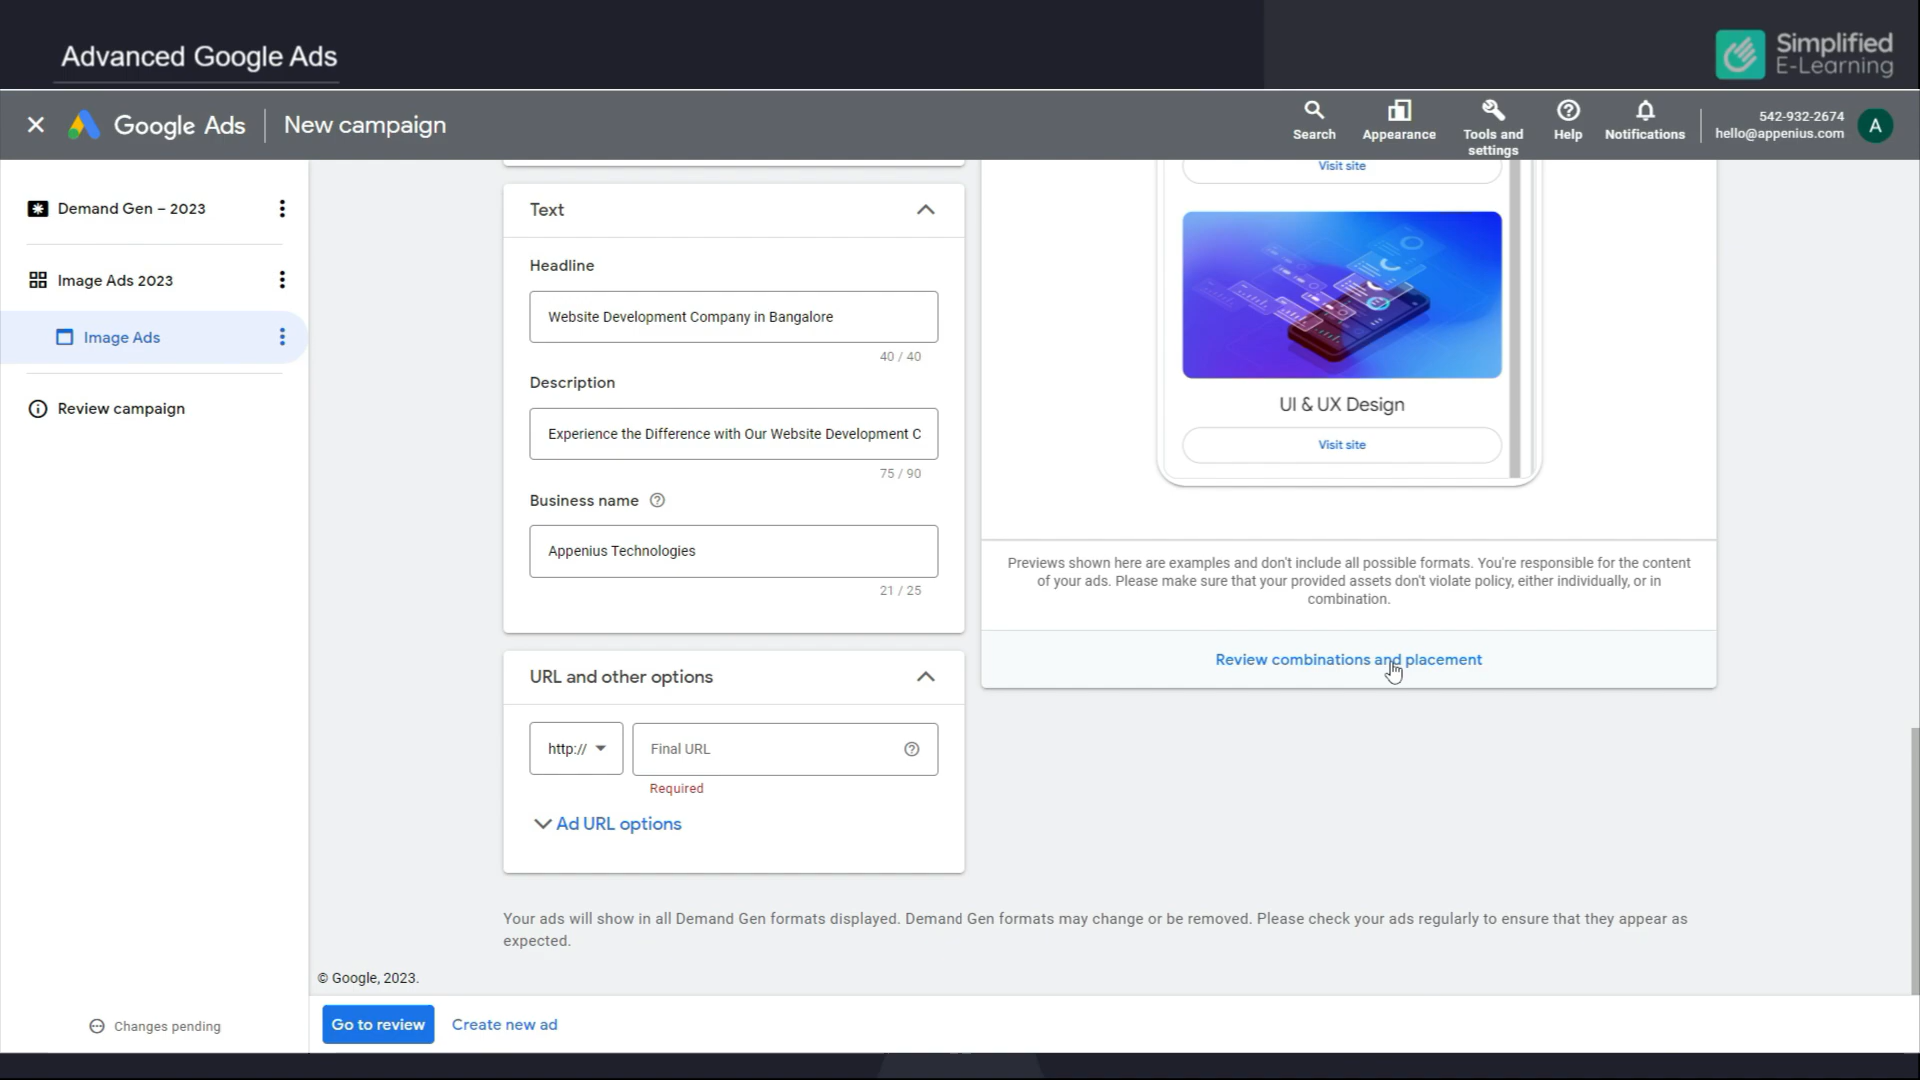 Advanced Google Ads
Simplified
E-Learning
Google Ads
New campaign
Search
Appearance
Tools and
settings
Help
Notifications
542-932-2674
hello@appenius.com
A
Demand Gen – 2023
Image Ads 2023
Image Ads
Review campaign
Changes pending
Text
Headline
Website Development Company in Bangalore
40 / 40
Description
Experience the Difference with Our Website Development C
75 / 90
Business name
Appenius Technologies
21 / 25
URL and other options
http://
Final URL
Required
Ad URL options
Visit site
UI & UX Design
Visit site
Previews shown here are examples and don't include all possible formats. You're responsible for the content
of your ads. Please make sure that your provided assets don't violate policy, either individually, or in
combination.
Review combinations and placement
Your ads will show in all Demand Gen formats displayed. Demand Gen formats may change or be removed. Please check your ads regularly to ensure that they appear as
expected.
© Google, 2023.
Go to review
Create new ad